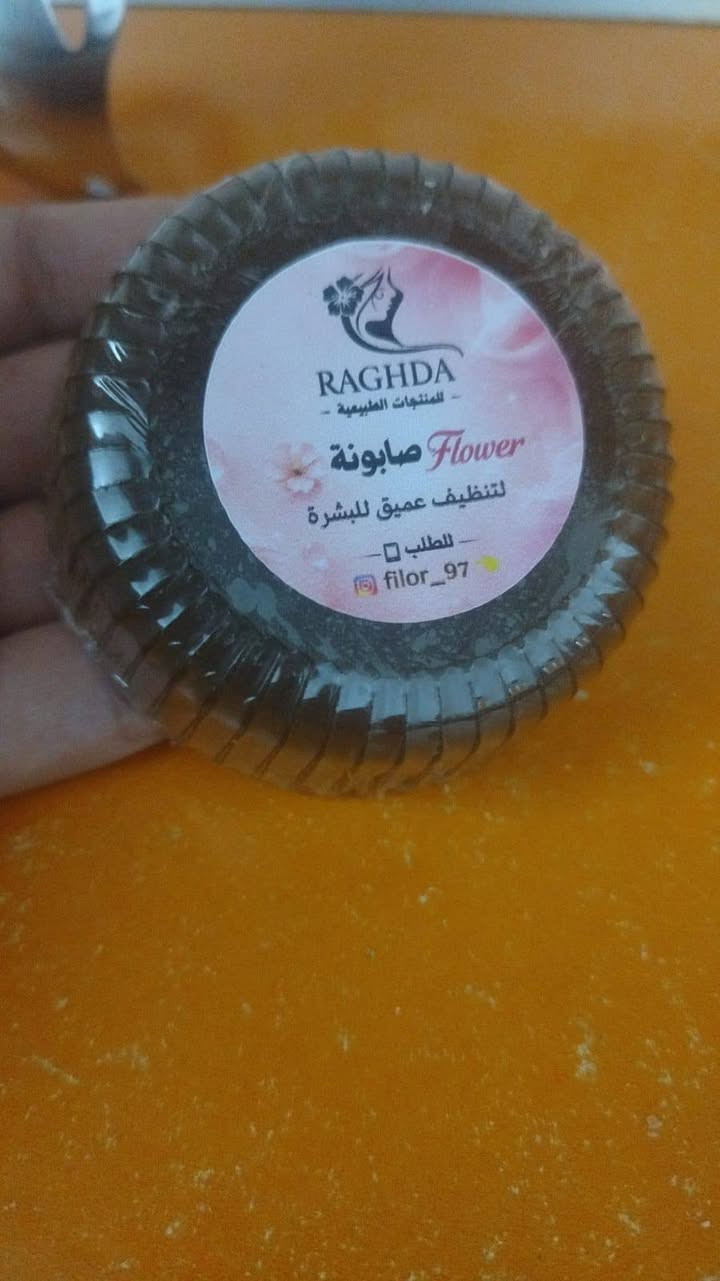 RAGHDA
- للمنتجات الطبيعية -
صابونة Flower
لتنظيف عميق للبشرة
للطلب
filor_97